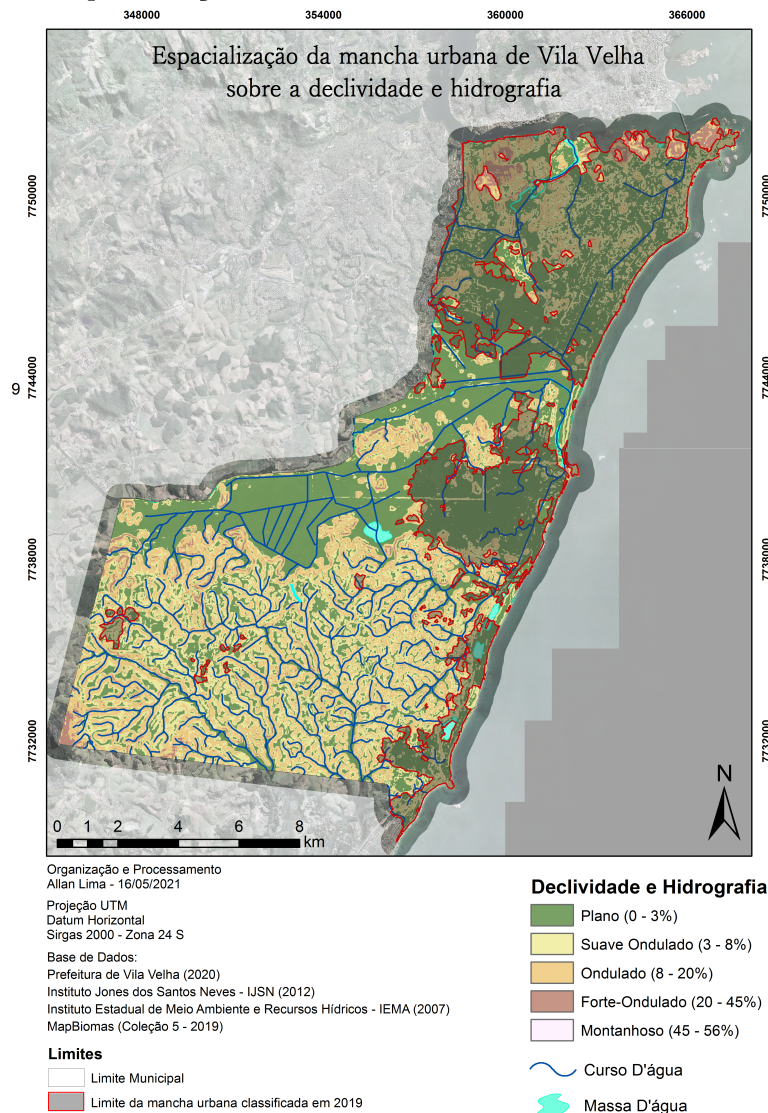 348000 354000 360000 366000
Espacialização da mancha urbana de Vila Velha
sobre a declividade e hidrografia
7750000 7750000
7744000 7744000
9
7738000 7738000
7732000 7732000
N
0 1 2 4 6 8
km
Organização e Processamento
Allan Lima - 16/05/2021
Projeção UTM
Datum Horizontal
Sirgas 2000 - Zona 24 S
Base de Dados:
Prefeitura de Vila Velha (2020)
Instituto Jones dos Santos Neves - IJSN (2012)
Instituto Estadual de Meio Ambiente e Recursos Hídricos - IEMA (2007)
MapBiomas (Coleção 5 - 2019)
Limites
Limite Municipal
Limite da mancha urbana classificada em 2019
Declividade e Hidrografia
Plano (0 - 3%)
Suave Ondulado (3 - 8%)
Ondulado (8 - 20%)
Forte-Ondulado (20 - 45%)
Montanhoso (45 - 56%)
Curso D'água
Massa D'água